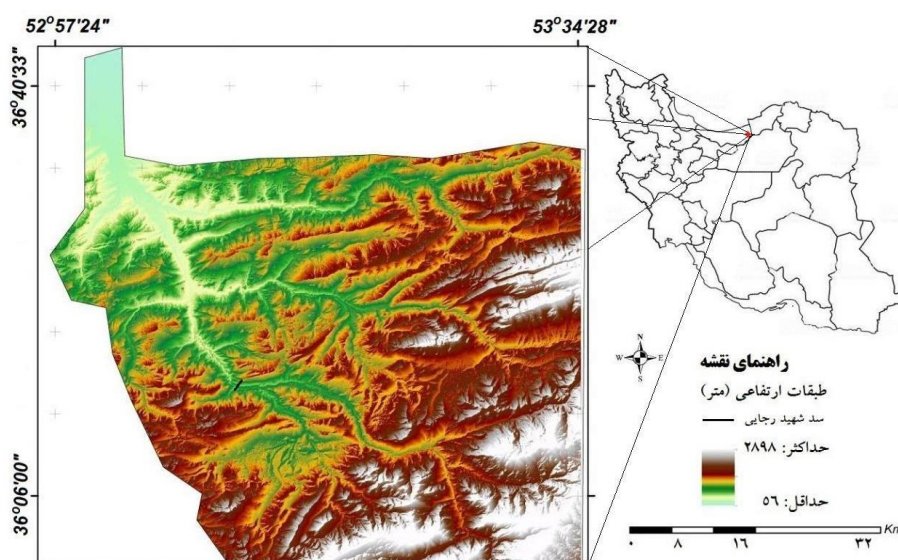 52°57'24"
53°34'28"
36°40'33"
36°06'00"
N
W
E
S
راهنمای نقشه
طبقات ارتفاعی (متر)
سد شهید رجایی
حداکثر: ۲۸۹۸
حداقل: ۵۶
Km
۰ ۸ ۱۶ ۳۲